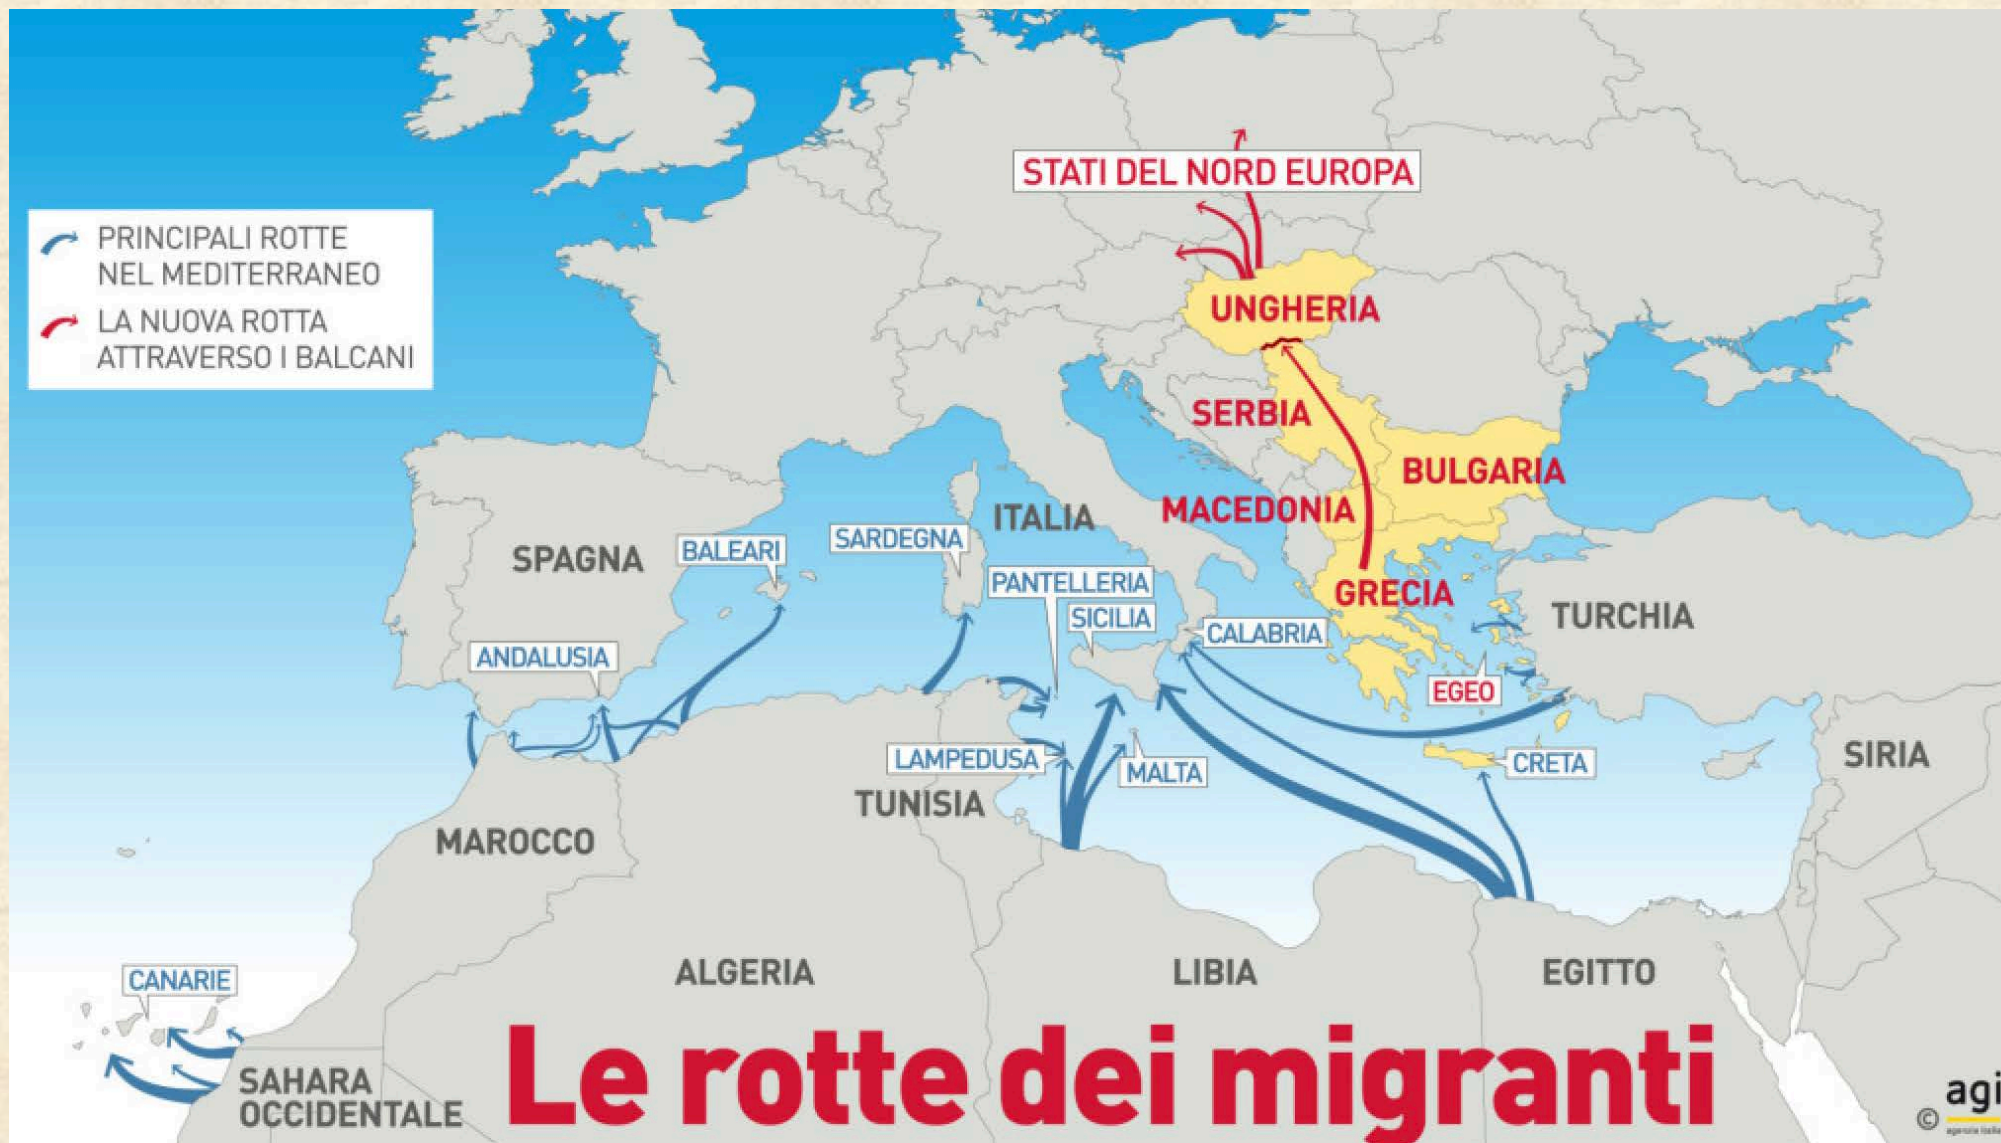 STATI DEL NORD EUROPA
PRINCIPALI ROTTE
NEL MEDITERRANEO
LA NUOVA ROTTA
ATTRAVERSO I BALCANI
UNGHERIA
SERBIA
BULGARIA
MACEDONIA
ITALIA
SPAGNA
BALEARI
SARDEGNA
PANTELLERIA
SICILIA
CALABRIA
GRECIA
TURCHIA
ANDALUSIA
EGEO
LAMPEDUSA
MALTA
CRETA
SIRIA
TUNISIA
MAROCCO
ALGERIA
LIBIA
EGITTO
CANARIE
SAHARA
OCCIDENTALE
Le rotte dei migranti
© agi